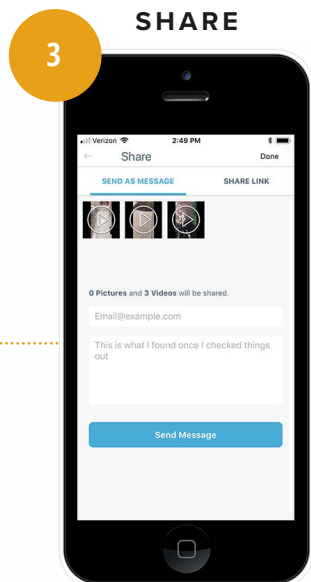 SHARE
3
Verizon 2:49 PM
← Share Done
SEND AS MESSAGE SHARE LINK
0 Pictures and 3 Videos will be shared.
Email@example.com
This is what I found once I checked things
out
Send Message